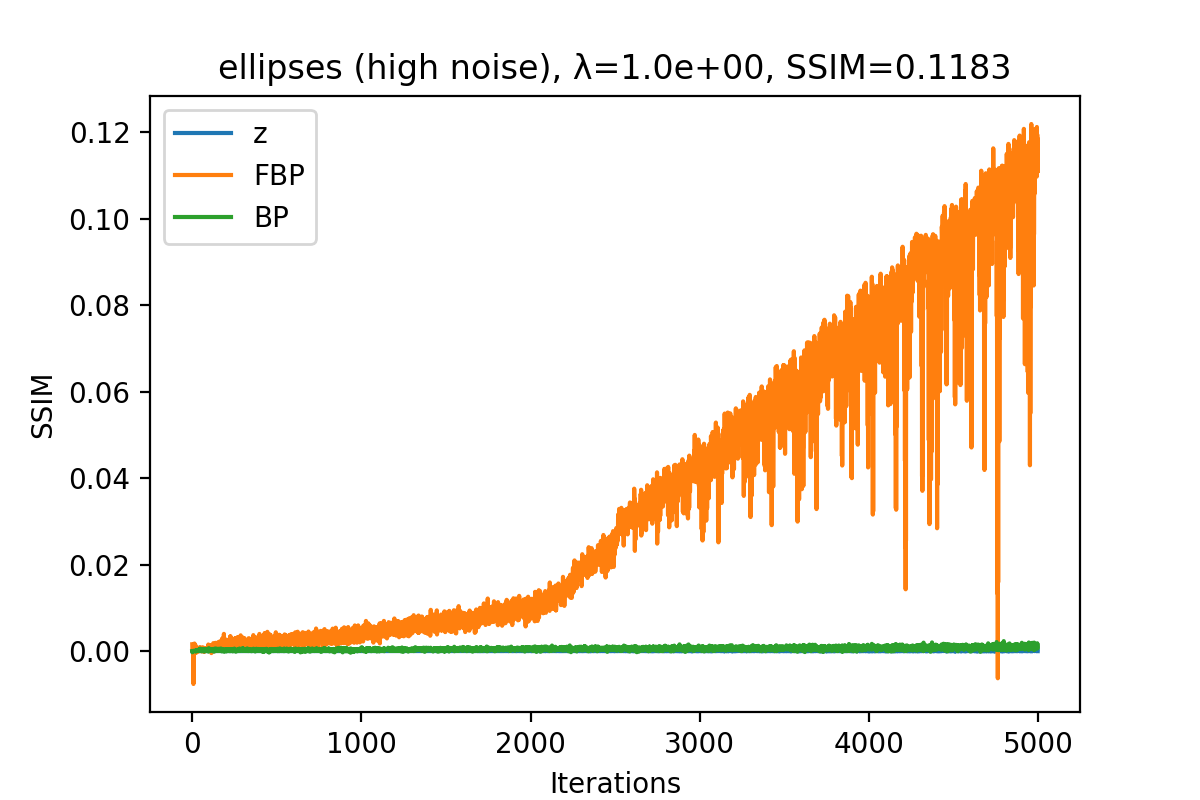 ellipses (high noise), λ=1.0e+00, SSIM=0.1183
z
FBP
BP
0.12
0.10
0.08
0.06
0.04
0.02
0.00
SSIM
0 1000 2000 3000 4000 5000
Iterations